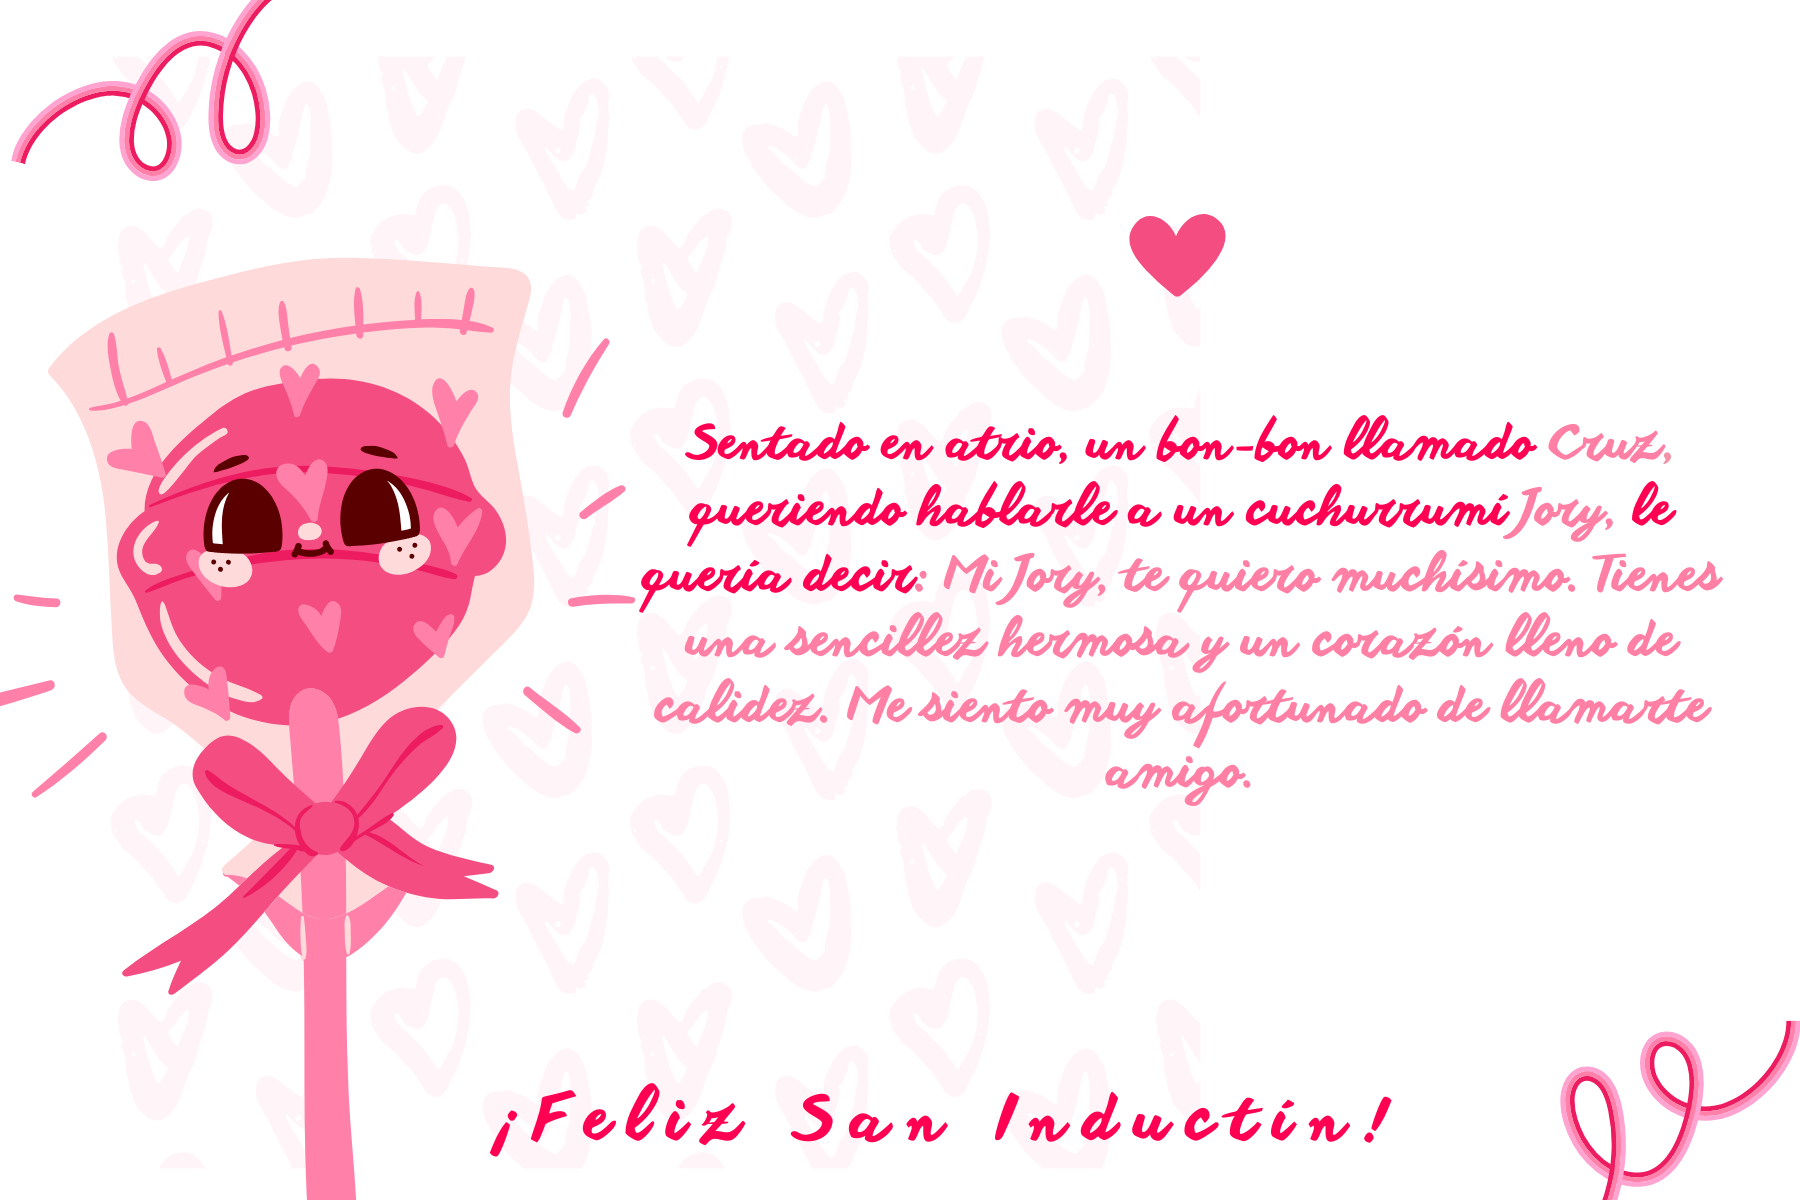 Sentado en atrio, un bon-bon llamado Cruz,
queriendo hablarle a un cuchurrumí Jory, le
quería decir: Mi Jory, te quiero muchísimo. Tienes
una sencillez hermosa y un corazón lleno de
calidez. Me siento muy afortunado de llamarte
amigo.
¡Feliz San Inductín!